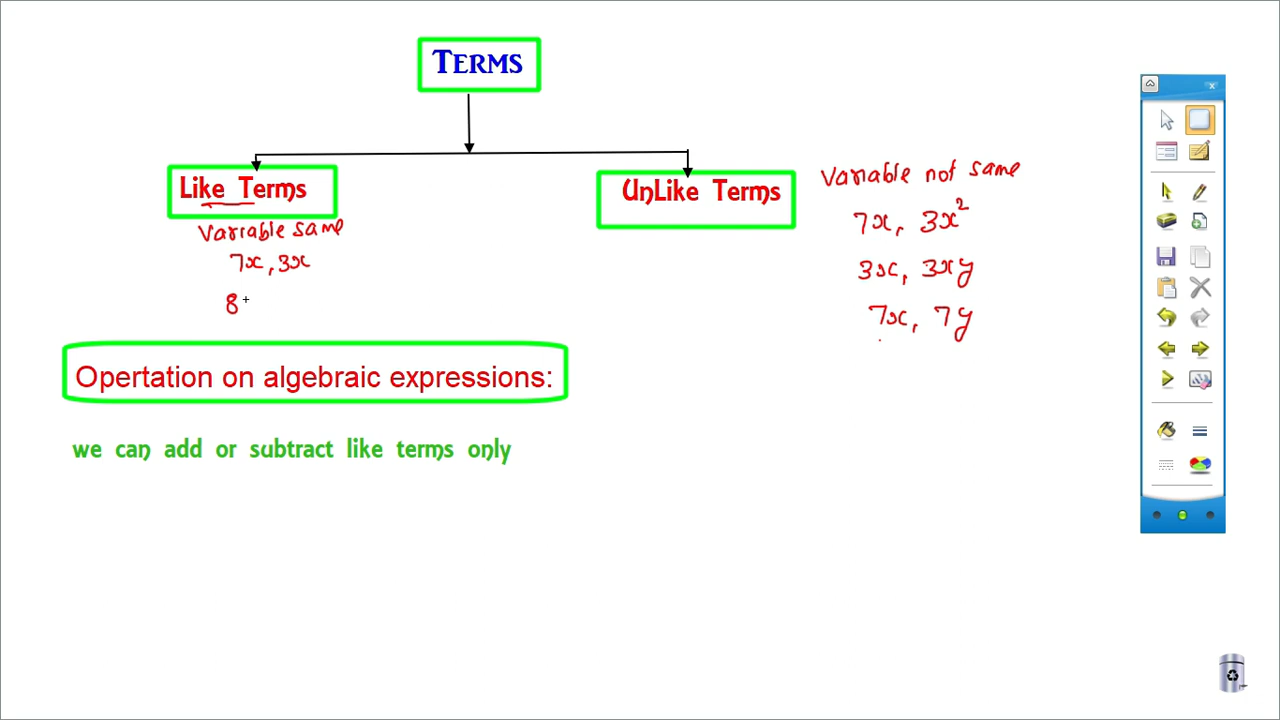 TERMS
Like Terms
UnLike Terms
Variable same
7x, 3x
8
Variable not same
7x, 3x²
3x, 3xy
7x, 7y
Opertation on algebraic expressions:
we can add or subtract like terms only